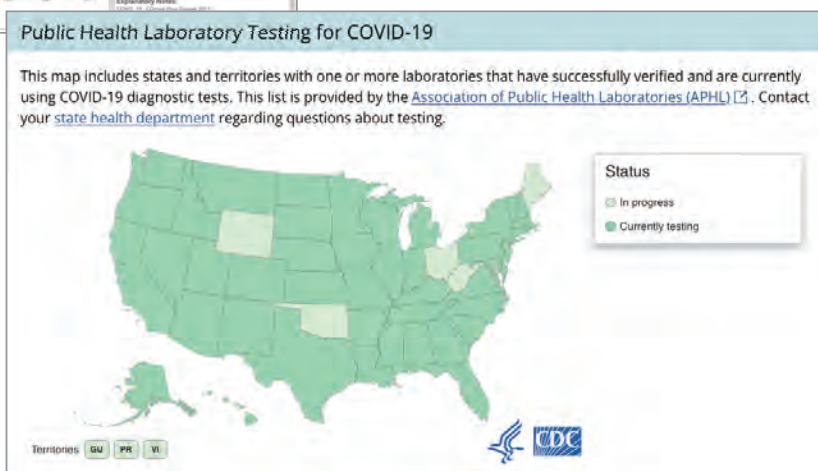 Explanatory Notes:
Public Health Laboratory Testing for COVID-19
This map includes states and territories with one or more laboratories that have successfully verified and are currently
using COVID-19 diagnostic tests. This list is provided by the Association of Public Health Laboratories (APHL). Contact
your state health department regarding questions about testing.
Status
In progress
Currently testing
Territories GU PR VI
CDC